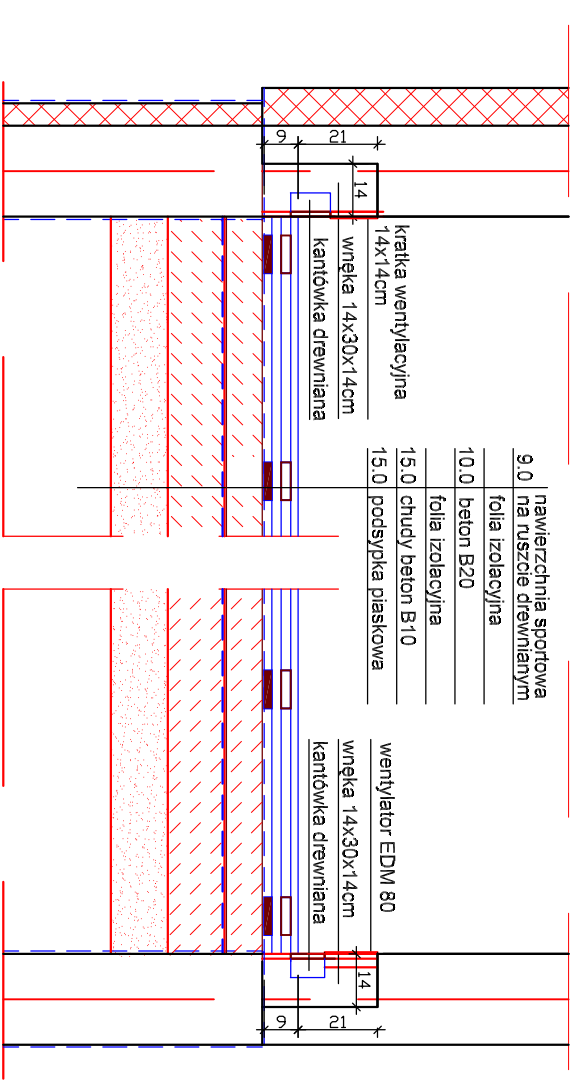 kratka wentylacyjna
14x14cm
wnęka 14x30x14cm
kantówka drewniana
nawierzchnia sportowa
9.0 na ruszcie drewnianym
folia izolacyjna
10.0 beton B20
folia izolacyjna
15.0 chudy beton B10
15.0 podsypka piaskowa
wentylator EDM 80
wnęka 14x30x14cm
kantówka drewniana
9
21
14
14
9
21